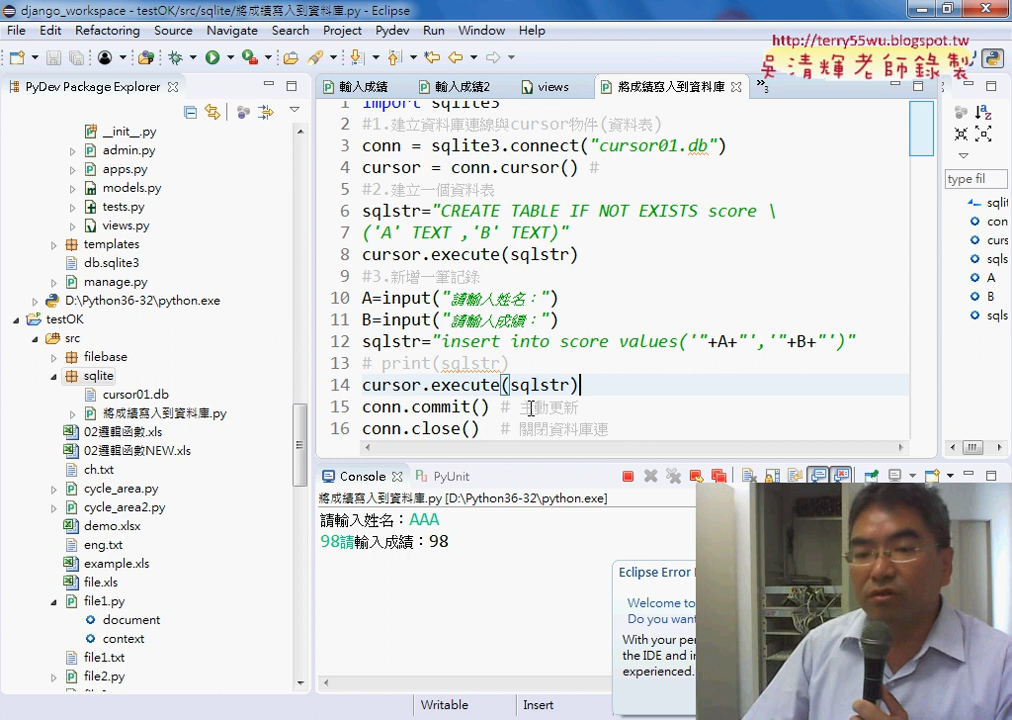 django_workspace - testOK/src/sqlite/將成績寫入到資料庫.py - Eclipse
File Edit Refactoring Source Navigate Search Project Pydev Run Window Help
http://terry55wu.blogspot.tw
吳清輝老師錄製
PyDev Package Explorer
輸入成績
輸入成績2
views
將成績寫入到資料庫
3
__init__.py
admin.py
apps.py
models.py
tests.py
views.py
templates
db.sqlite3
manage.py
D:\Python36-32\python.exe
testOK
src
filebase
sqlite
cursor01.db
將成績寫入到資料庫.py
02邏輯函數.xls
02邏輯函數NEW.xls
ch.txt
cycle_area.py
cycle_area2.py
demo.xlsx
eng.txt
example.xls
file.xls
file1.py
document
context
file1.txt
file2.py
1 import sqlite3
2 #1.建立資料庫連線與cursor物件(資料表)
3 conn = sqlite3.connect("cursor01.db")
4 cursor = conn.cursor() #
5 #2.建立一個資料表
6 sqlstr="CREATE TABLE IF NOT EXISTS score \
7 ('A' TEXT ,'B' TEXT)"
8 cursor.execute(sqlstr)
9 #3.新增一筆記錄
10 A=input("請輸入姓名：")
11 B=input("請輸入成績：")
12 sqlstr="insert into score values('"+A+"','"+B+"')"
13 # print(sqlstr)
14 cursor.execute(sqlstr)
15 conn.commit() # 主動更新
16 conn.close() # 關閉資料庫連
type fil
sqlit
con
curs
sqls
A
B
sqls
Console
PyUnit
將成績寫入到資料庫.py [D:\Python36-32\python.exe]
請輸入姓名：AAA
98請輸入成績：98
Eclipse Error
Welcome to
Do you want
With your per
the IDE and in
experienced.
Writable
Insert